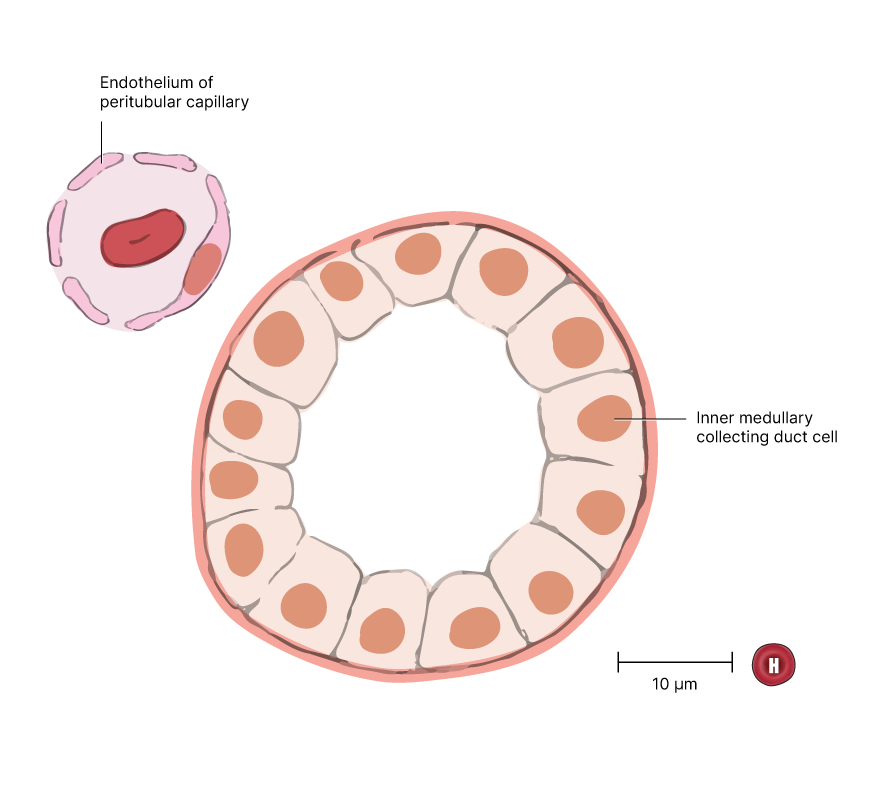 Endothelium of
peritubular capillary
Inner medullary
collecting duct cell
10 µm
H